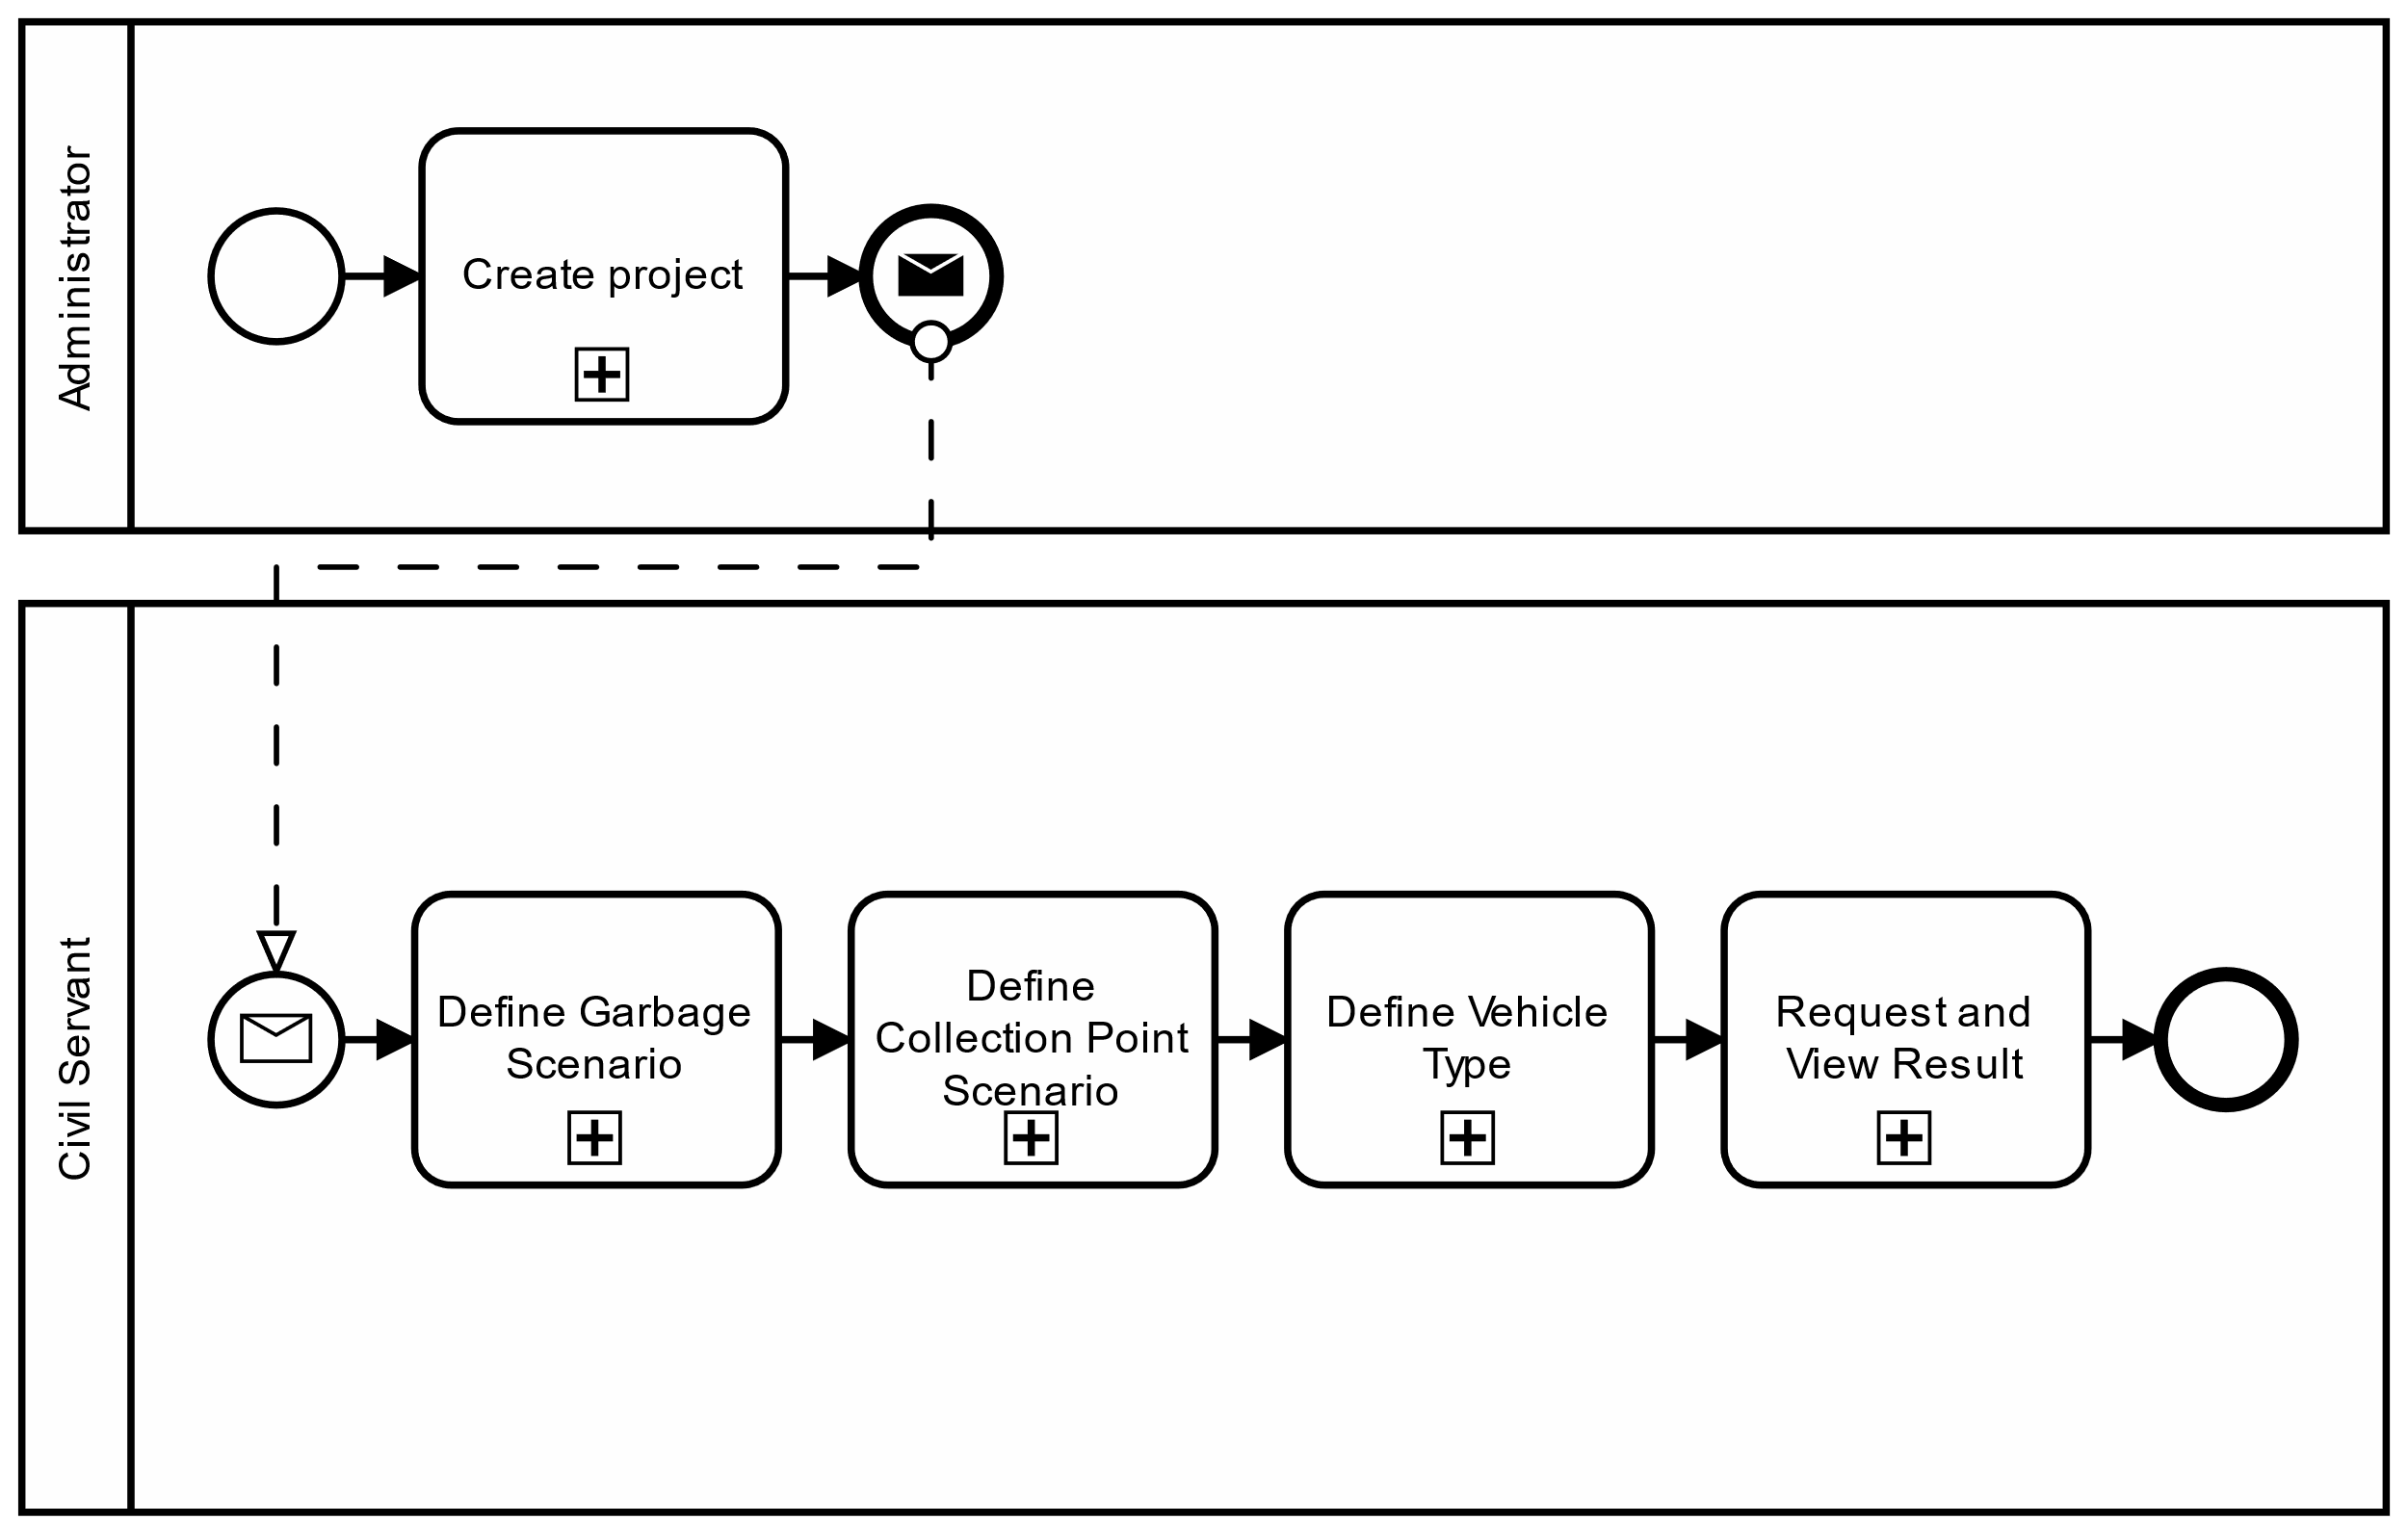 Administrator
Create project
Civil Servant
Define Garbage
Scenario
Define
Collection Point
Scenario
Define Vehicle
Type
Request and
View Result